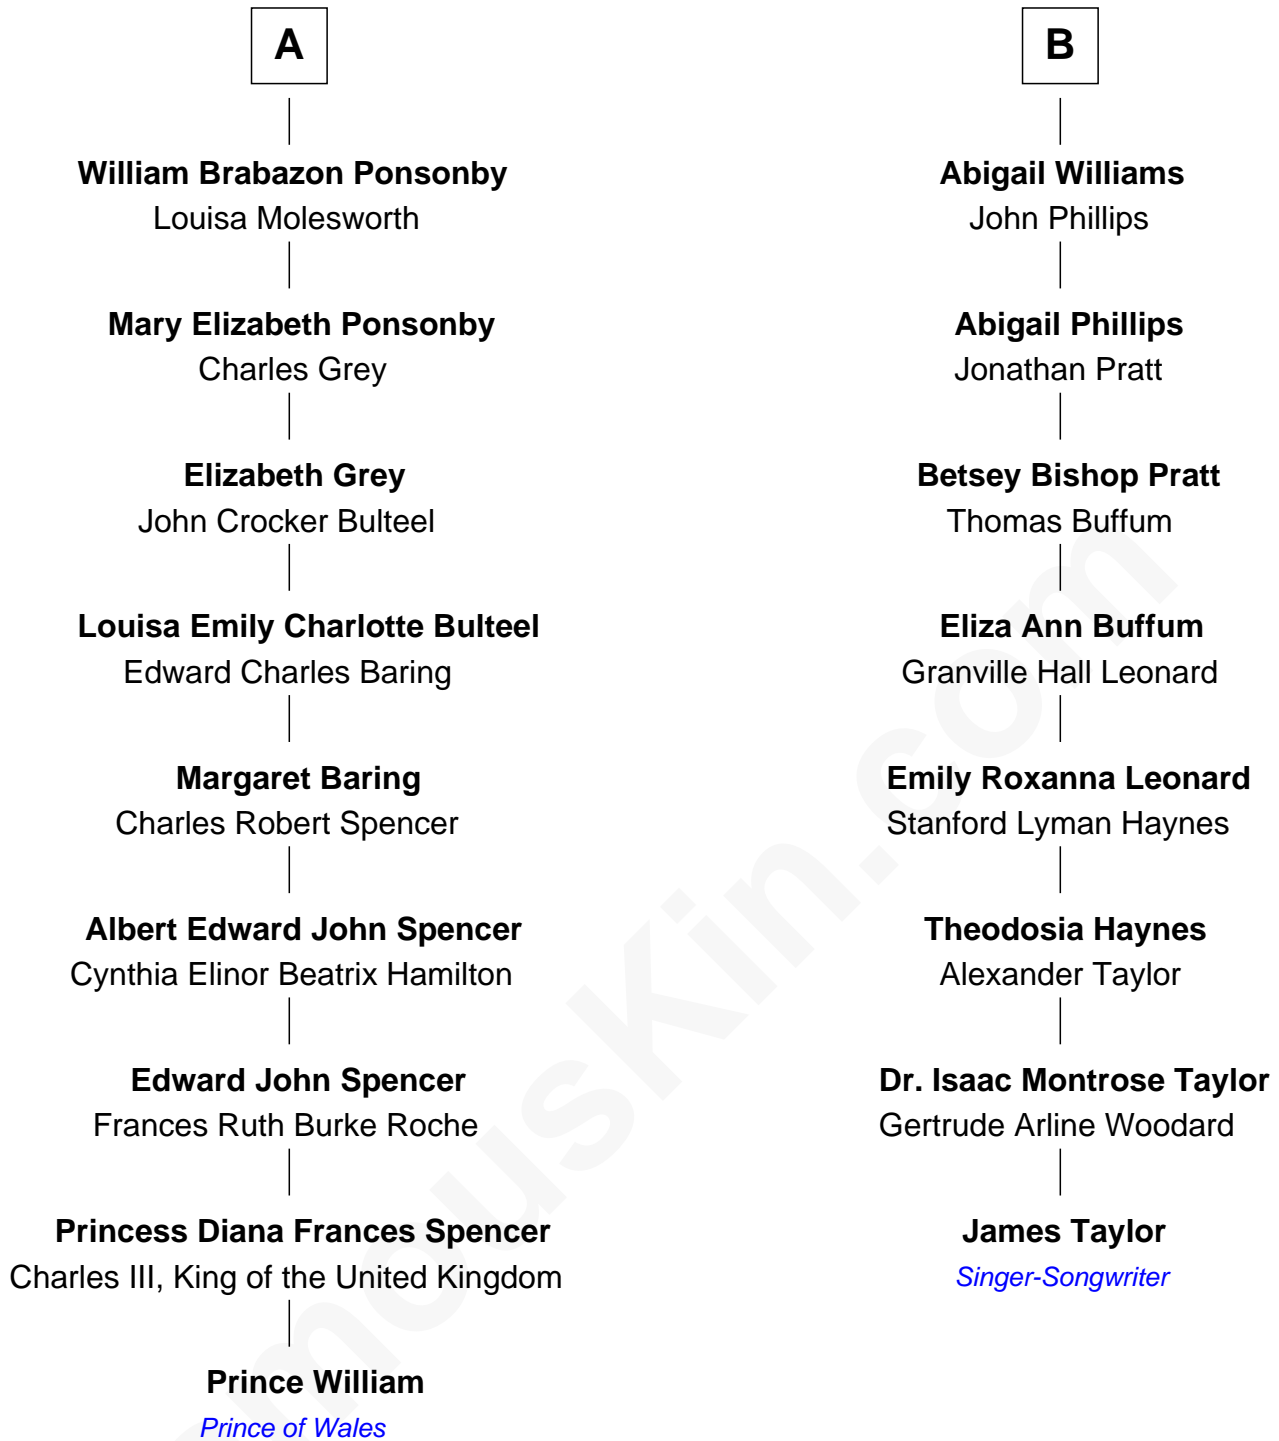 A
William Brabazon Ponsonby
Louisa Molesworth
Mary Elizabeth Ponsonby
Charles Grey
Elizabeth Grey
John Crocker Bulteel
Louisa Emily Charlotte Bulteel
Edward Charles Baring
Margaret Baring
Charles Robert Spencer
Albert Edward John Spencer
Cynthia Elinor Beatrix Hamilton
Edward John Spencer
Frances Ruth Burke Roche
Princess Diana Frances Spencer
Charles III, King of the United Kingdom
Prince William
Prince of Wales
B
Abigail Williams
John Phillips
Abigail Phillips
Jonathan Pratt
Betsey Bishop Pratt
Thomas Buffum
Eliza Ann Buffum
Granville Hall Leonard
Emily Roxanna Leonard
Stanford Lyman Haynes
Theodosia Haynes
Alexander Taylor
Dr. Isaac Montrose Taylor
Gertrude Arline Woodard
James Taylor
Singer-Songwriter
mousKin.com